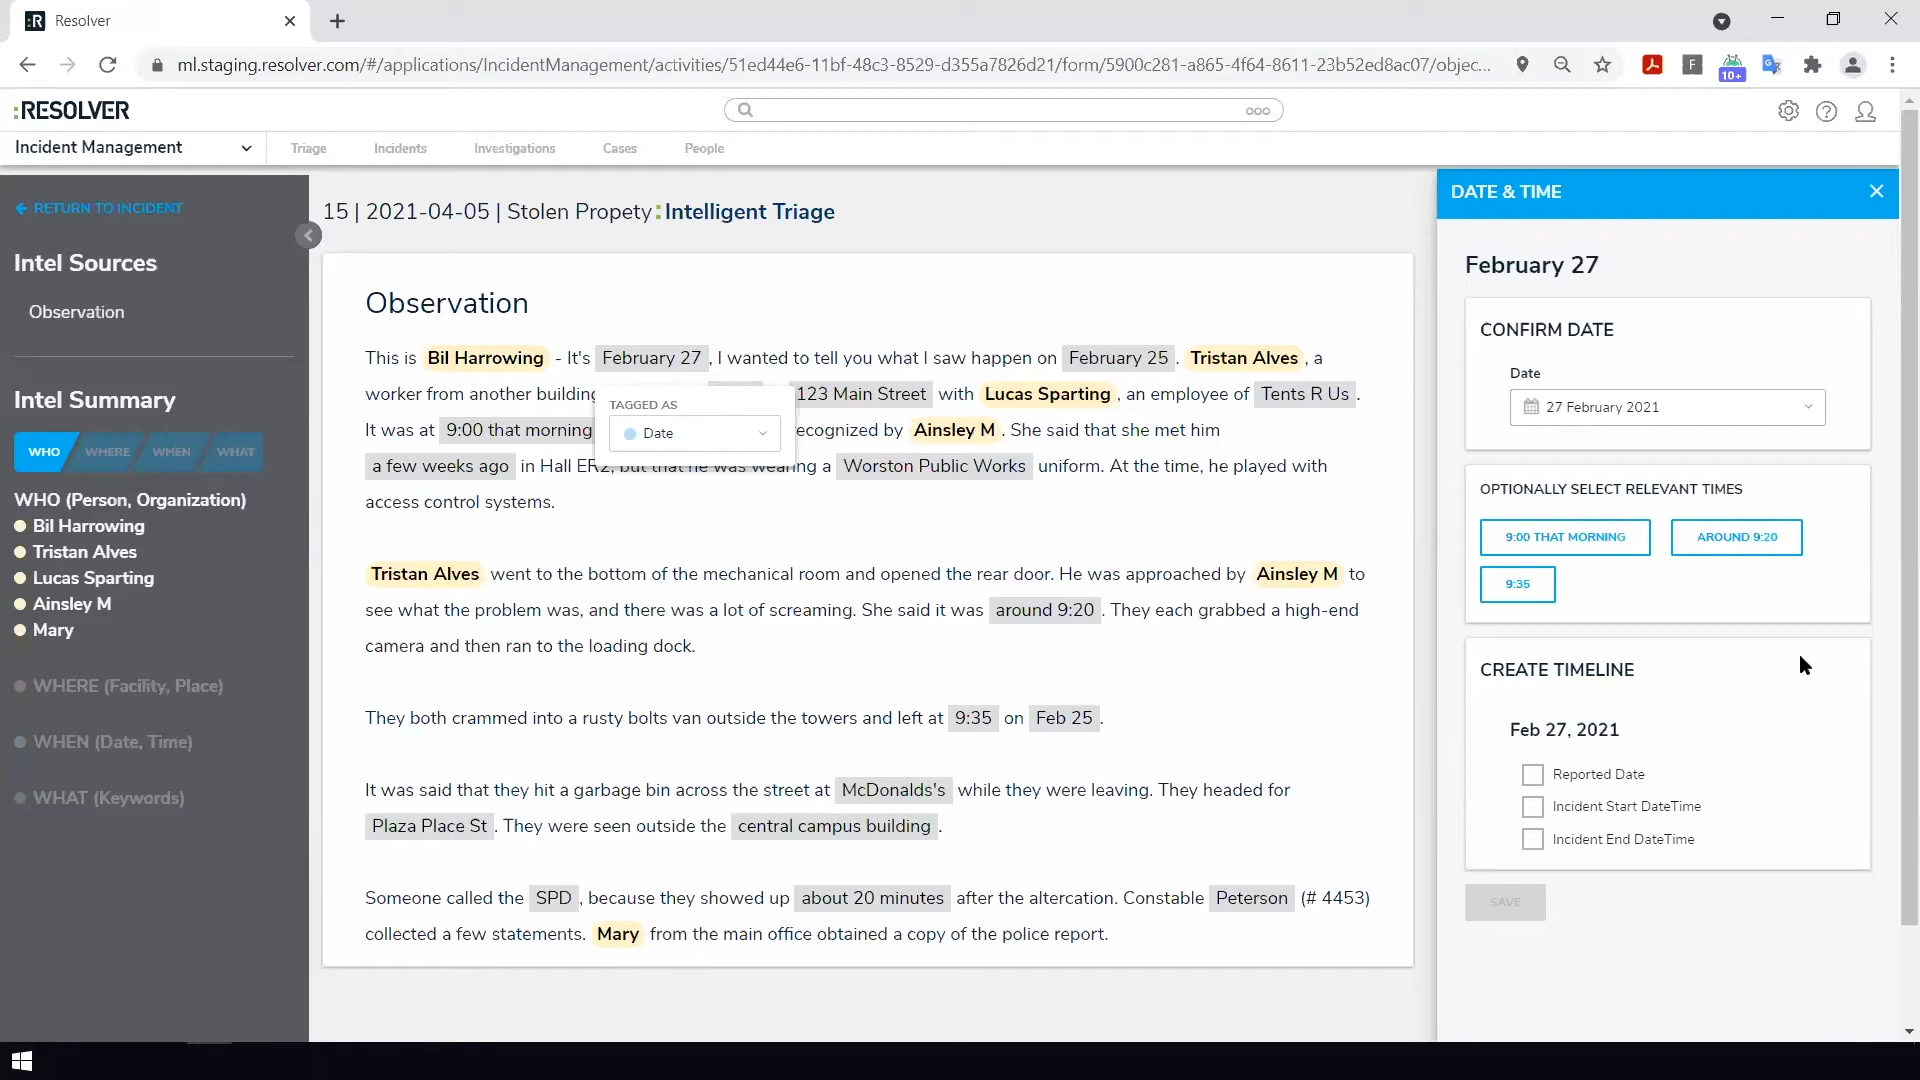 Resolver
ml.staging.resolver.com/#/applications/IncidentManagement/activities/51ed44e6-11bf-48c3-8529-d355a7826d21/form/5900c281-a865-4f64-8611-23b52ed8ac07/objec...
F
10+
:RESOLVER
Incident Management
Triage
Incidents
Investigations
Cases
People
RETURN TO INCIDENT
Intel Sources
Observation
Intel Summary
WHO WHERE WHEN WHAT
WHO (Person, Organization)
Bil Harrowing
Tristan Alves
Lucas Sparting
Ainsley M
Mary
WHERE (Facility, Place)
WHEN (Date, Time)
WHAT (Keywords)
15 | 2021-04-05 | Stolen Propety:Intelligent Triage
Observation
This is Bil Harrowing - It's February 27 , I wanted to tell you what I saw happen on February 25 . Tristan Alves , a
worker from another building 123 Main Street with Lucas Sparting , an employee of Tents R Us .
It was at 9:00 that morning ecognized by Ainsley M . She said that she met him
a few weeks ago in Hall ER2, but that he was wearing a Worston Public Works uniform. At the time, he played with
access control systems.
TAGGED AS
Date
Tristan Alves went to the bottom of the mechanical room and opened the rear door. He was approached by Ainsley M to
see what the problem was, and there was a lot of screaming. She said it was around 9:20 . They each grabbed a high-end
camera and then ran to the loading dock.
They both crammed into a rusty bolts van outside the towers and left at 9:35 on Feb 25 .
It was said that they hit a garbage bin across the street at McDonalds's while they were leaving. They headed for
Plaza Place St . They were seen outside the central campus building .
Someone called the SPD , because they showed up about 20 minutes after the altercation. Constable Peterson (# 4453)
collected a few statements. Mary from the main office obtained a copy of the police report.
DATE & TIME
February 27
CONFIRM DATE
Date
27 February 2021
OPTIONALLY SELECT RELEVANT TIMES
9:00 THAT MORNING
AROUND 9:20
9:35
CREATE TIMELINE
Feb 27, 2021
Reported Date
Incident Start DateTime
Incident End DateTime
SAVE